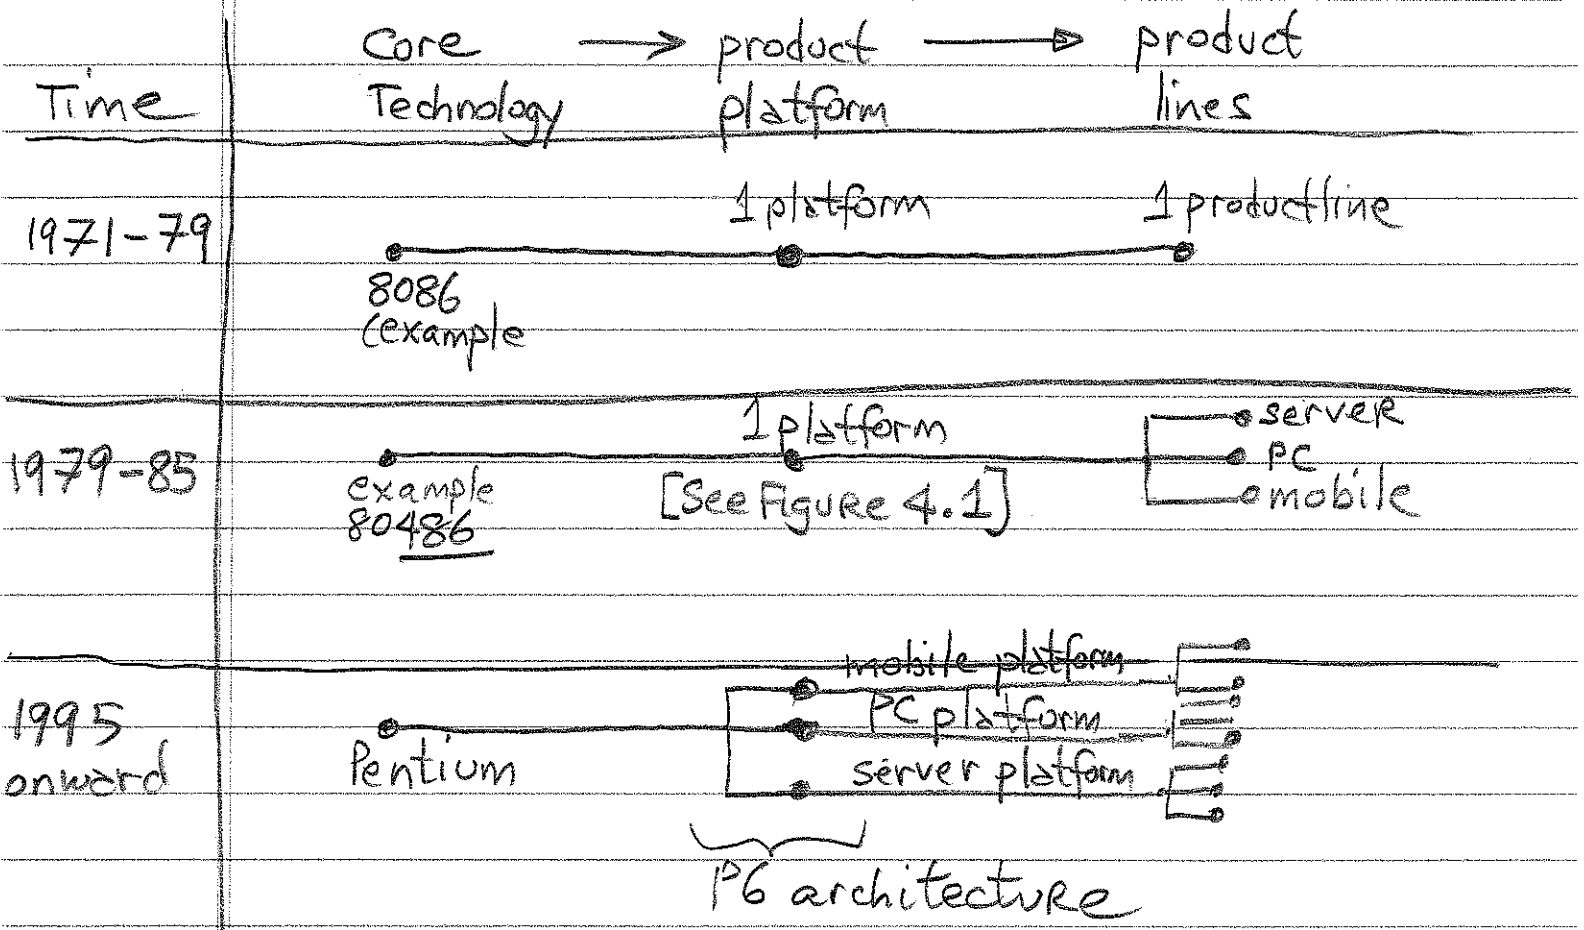 Core → product → product
Time Technology platform lines
1 platform 1 productline
1971-79
8086
(example
1 platform server
1979-85 PC
example [See Figure 4.1] mobile
80486
mobile platform
1995 PC platform
onward Pentium server platform
P6 architecture